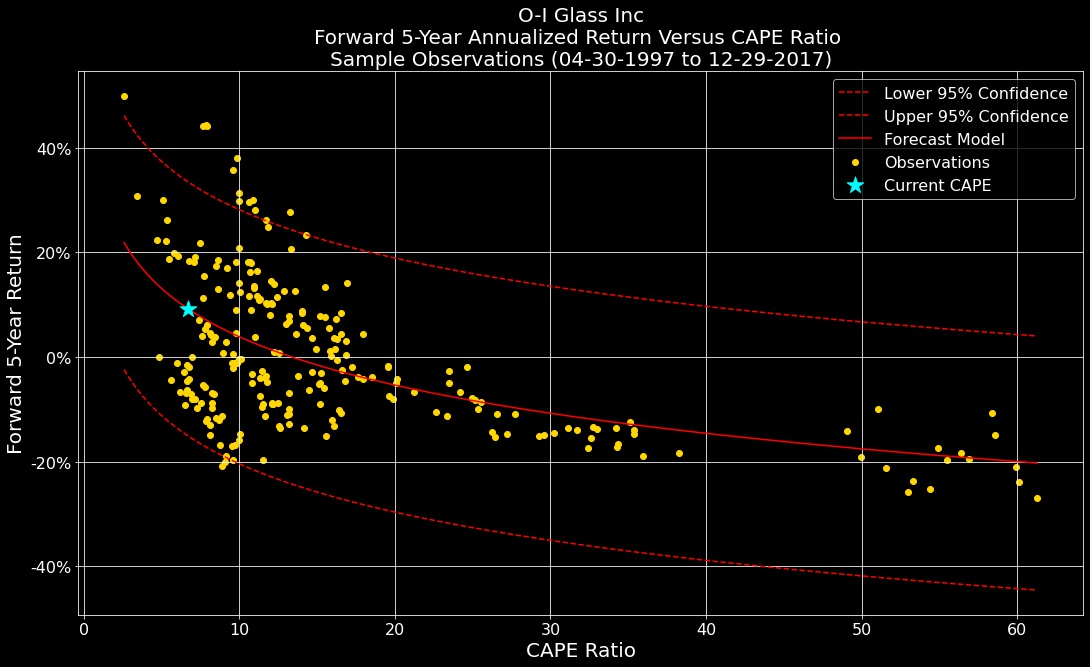 O-I Glass Inc
Forward 5-Year Annualized Return Versus CAPE Ratio
Sample Observations (04-30-1997 to 12-29-2017)
Lower 95% Confidence
Upper 95% Confidence
Forecast Model
Observations
Current CAPE
Forward 5-Year Return
40%
20%
0%
-20%
-40%
0 10 20 30 40 50 60
CAPE Ratio